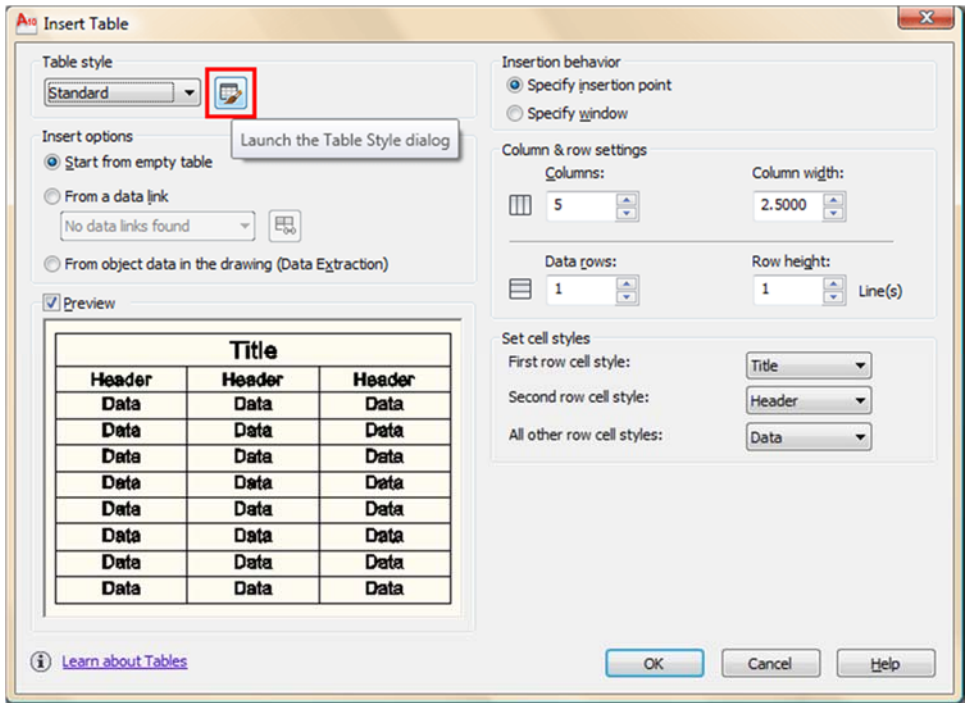 A10 Insert Table
Table style
Standard
Launch the Table Style dialog
Insert options
Start from empty table
From a data link
No data links found
From object data in the drawing (Data Extraction)
Preview
Title
Header Header Header
Data Data Data
Data Data Data
Data Data Data
Data Data Data
Data Data Data
Data Data Data
Data Data Data
Data Data Data
Learn about Tables
Insertion behavior
Specify insertion point
Specify window
Column & row settings
Columns: Column width:
5 2.5000
Data rows: Row height:
1 1 Line(s)
Set cell styles
First row cell style: Title
Second row cell style: Header
All other row cell styles: Data
OK Cancel Help